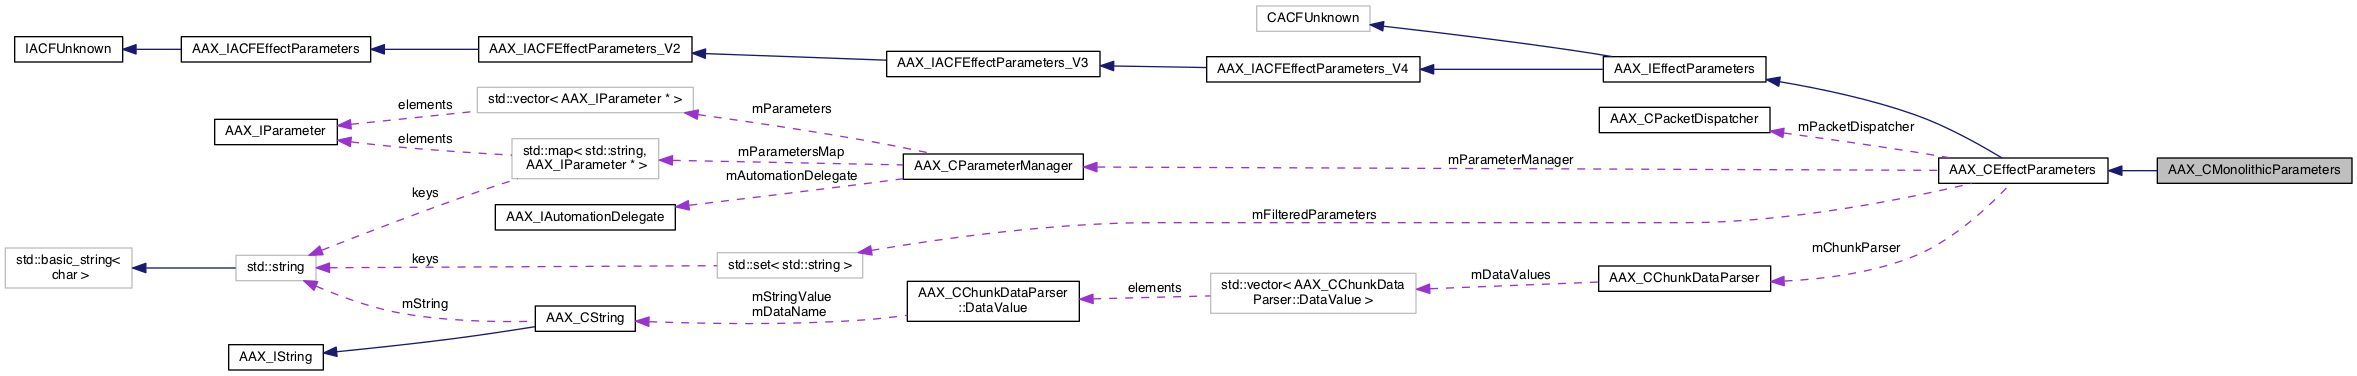 CACFUnknown
IACFUnknown
AAX_IACFEffectParameters
AAX_IACFEffectParameters_V2
AAX_IACFEffectParameters_V3
AAX_IACFEffectParameters_V4
AAX_IEffectParameters
elements
std::vector< AAX_IParameter * >
mParameters
AAX_CPacketDispatcher
mPacketDispatcher
AAX_IParameter
elements
std::map< std::string,
AAX_IParameter * >
mParametersMap
mAutomationDelegate
AAX_CParameterManager
mParameterManager
AAX_CEffectParameters
AAX_CMonolithicParameters
keys
AAX_IAutomationDelegate
mFilteredParameters
mChunkParser
std::basic_string<
char >
std::string
keys
std::set< std::string >
mString
AAX_CString
mStringValue
mDataName
AAX_CChunkDataParser
::DataValue
elements
std::vector< AAX_CChunkData
Parser::DataValue >
mDataValues
AAX_CChunkDataParser
AAX_IString